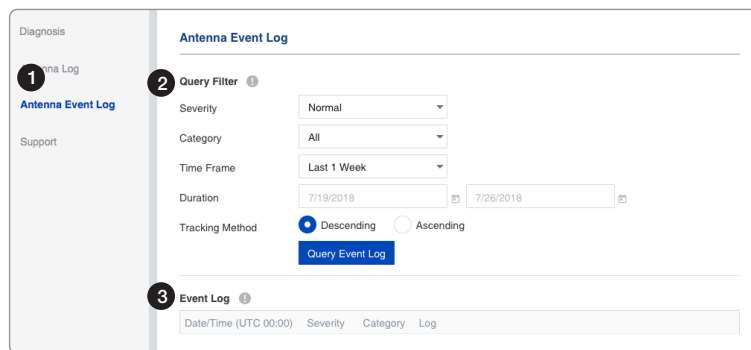 Diagnosis
nna Log
Antenna Event Log
Support
1
Antenna Event Log
2 Query Filter !
Severity Normal
Category All
Time Frame Last 1 Week
Duration 7/19/2018 7/26/2018
Tracking Method Descending Ascending
Query Event Log
3 Event Log !
Date/Time (UTC 00:00) Severity Category Log